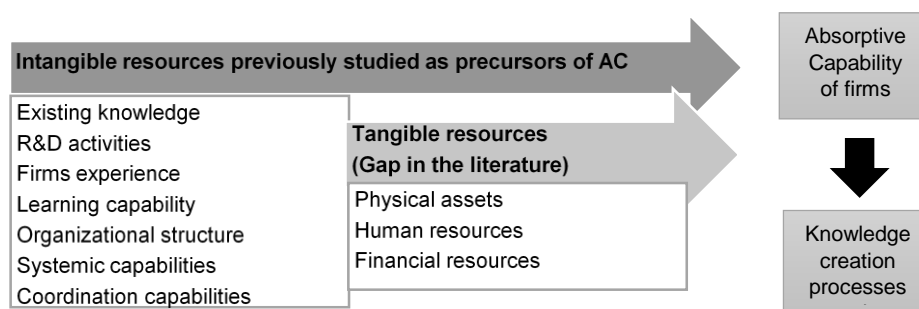 Intangible resources previously studied as precursors of AC
Existing knowledge
R&D activities
Firms experience
Learning capability
Organizational structure
Systemic capabilities
Coordination capabilities
Tangible resources
(Gap in the literature)
Physical assets
Human resources
Financial resources
Absorptive
Capability
of firms
Knowledge
creation
processes